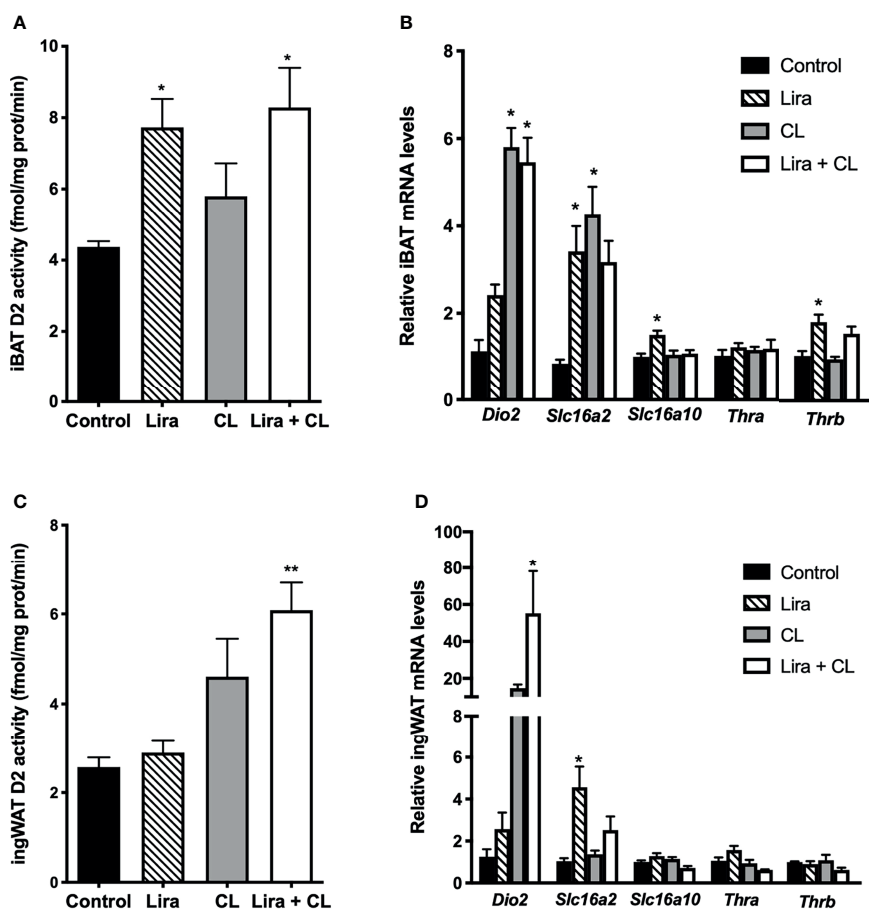 A
iBAT D2 activity (fmol/mg prot/min)
10
8
6
4
2
0
*
*
Control Lira CL Lira + CL
B
Relative iBAT mRNA levels
8
6
4
2
0
* *
* *
*
*
Dio2 Slc16a2 Slc16a10 Thra Thrb
Control
Lira
CL
Lira + CL
C
ingWAT D2 activity (fmol/mg prot/min)
8
6
4
2
0
**
Control Lira CL Lira + CL
D
Relative ingWAT mRNA levels
100
80
60
40
20
8
6
4
2
0
*
*
Dio2 Slc16a2 Slc16a10 Thra Thrb
Control
Lira
CL
Lira + CL